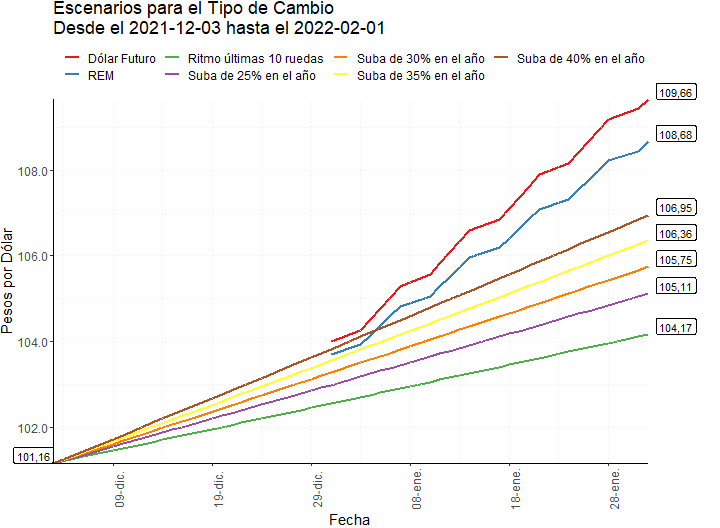 Escenarios para el Tipo de Cambio
Desde el 2021-12-03 hasta el 2022-02-01
Dólar Futuro
Ritmo últimas 10 ruedas
Suba de 30% en el año
Suba de 40% en el año
REM
Suba de 25% en el año
Suba de 35% en el año
109,66
108,68
108.0
106,95
106,36
106.0
105,75
105,11
104,17
104.0
102.0
101,16
Pesos por Dólar
09-dic.
19-dic.
29-dic.
08-ene.
18-ene.
28-ene.
Fecha